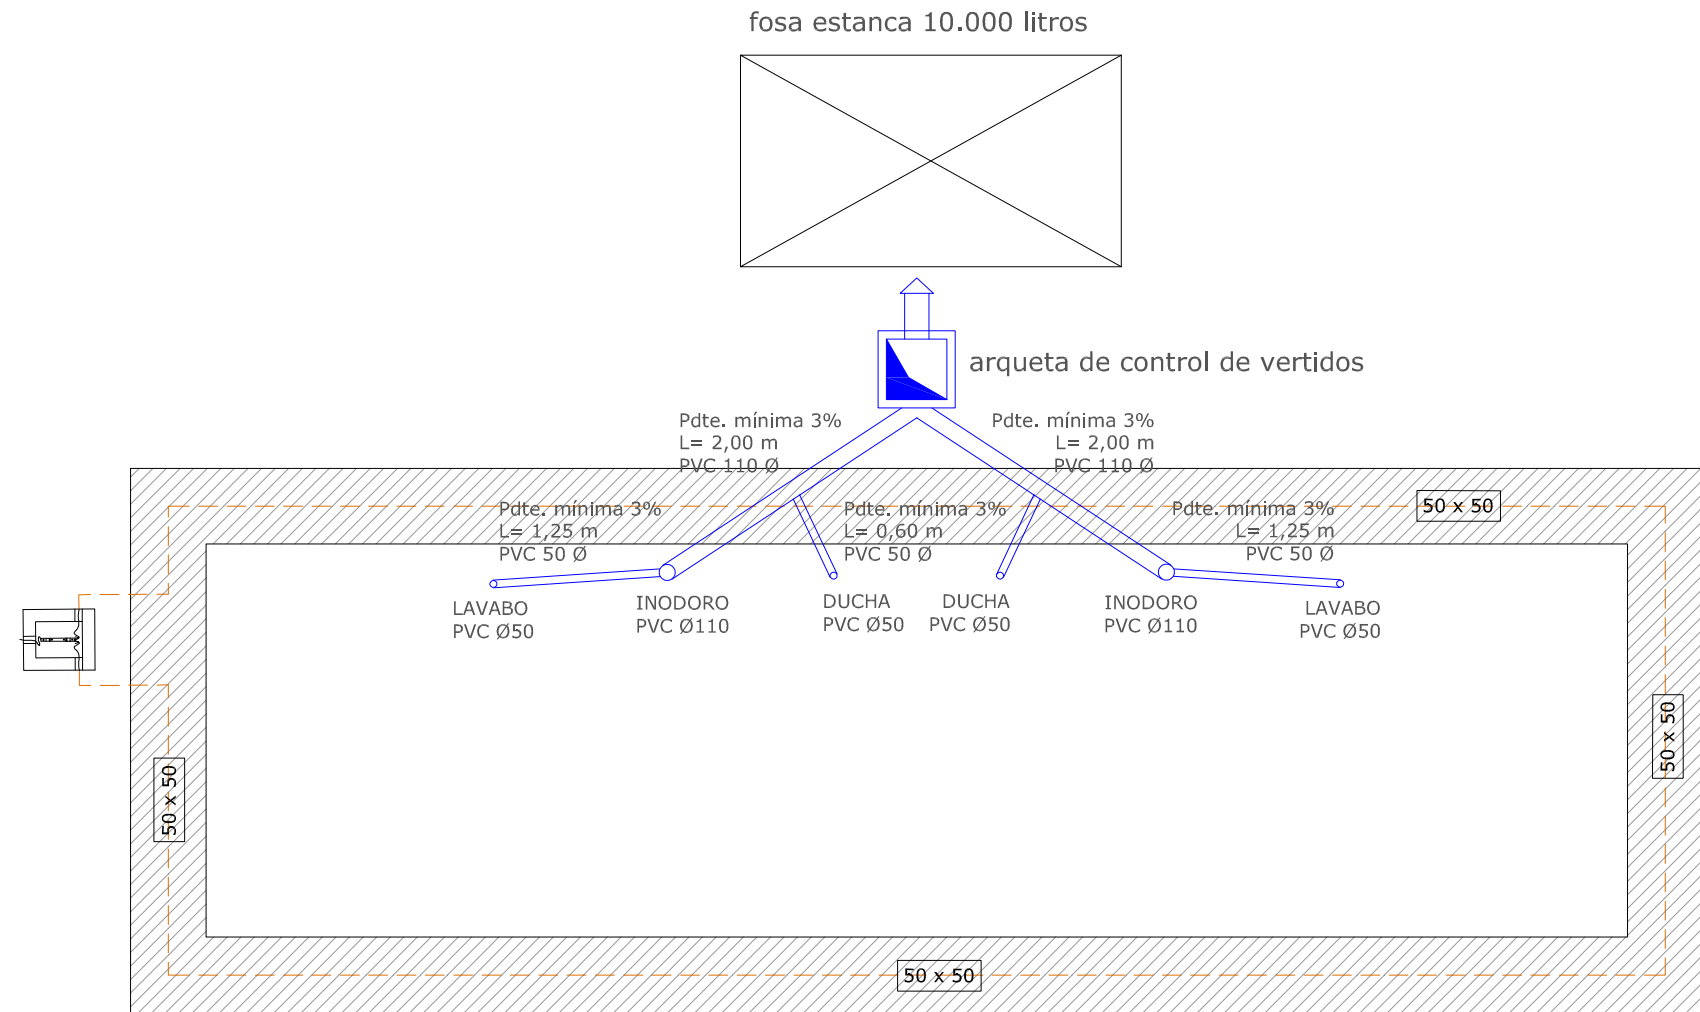 fosa estanca 10.000 litros
arqueta de control de vertidos
Pdte. mínima 3%
L= 2,00 m
PVC 110 Ø
Pdte. mínima 3%
L= 2,00 m
PVC 110 Ø
Pdte. mínima 3%
L= 1,25 m
PVC 50 Ø
Pdte. mínima 3%
L= 0,60 m
PVC 50 Ø
Pdte. mínima 3%
L= 1,25 m
PVC 50 Ø
50 x 50
LAVABO
PVC Ø50
INODORO
PVC Ø110
DUCHA
PVC Ø50
DUCHA
PVC Ø50
INODORO
PVC Ø110
LAVABO
PVC Ø50
50 x 50
50 x 50
50 x 50